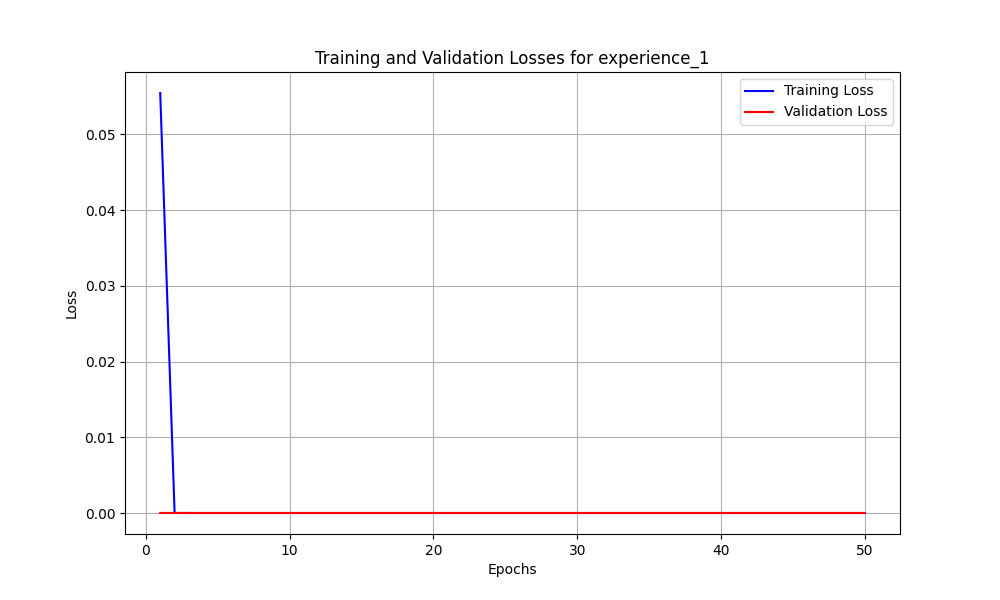 Training and Validation Losses for experience_1
Training Loss
Validation Loss
Loss
0.05
0.04
0.03
0.02
0.01
0.00
0 10 20 30 40 50
Epochs